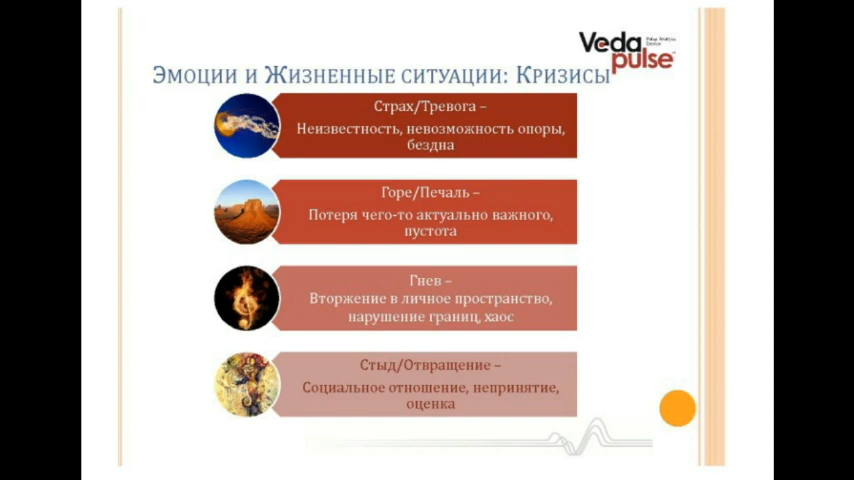 Veda
pulse
Эмоции и Жизненные ситуации: Кризисы
Страх/Тревога –
Неизвестность, невозможность опоры,
бездна
Горе/Печаль –
Потеря чего-то актуально важного,
пустота
Гнев –
Вторжение в личное пространство,
нарушение границ, хаос
Стыд/Отвращение –
Социальное отношение, непринятие,
оценка